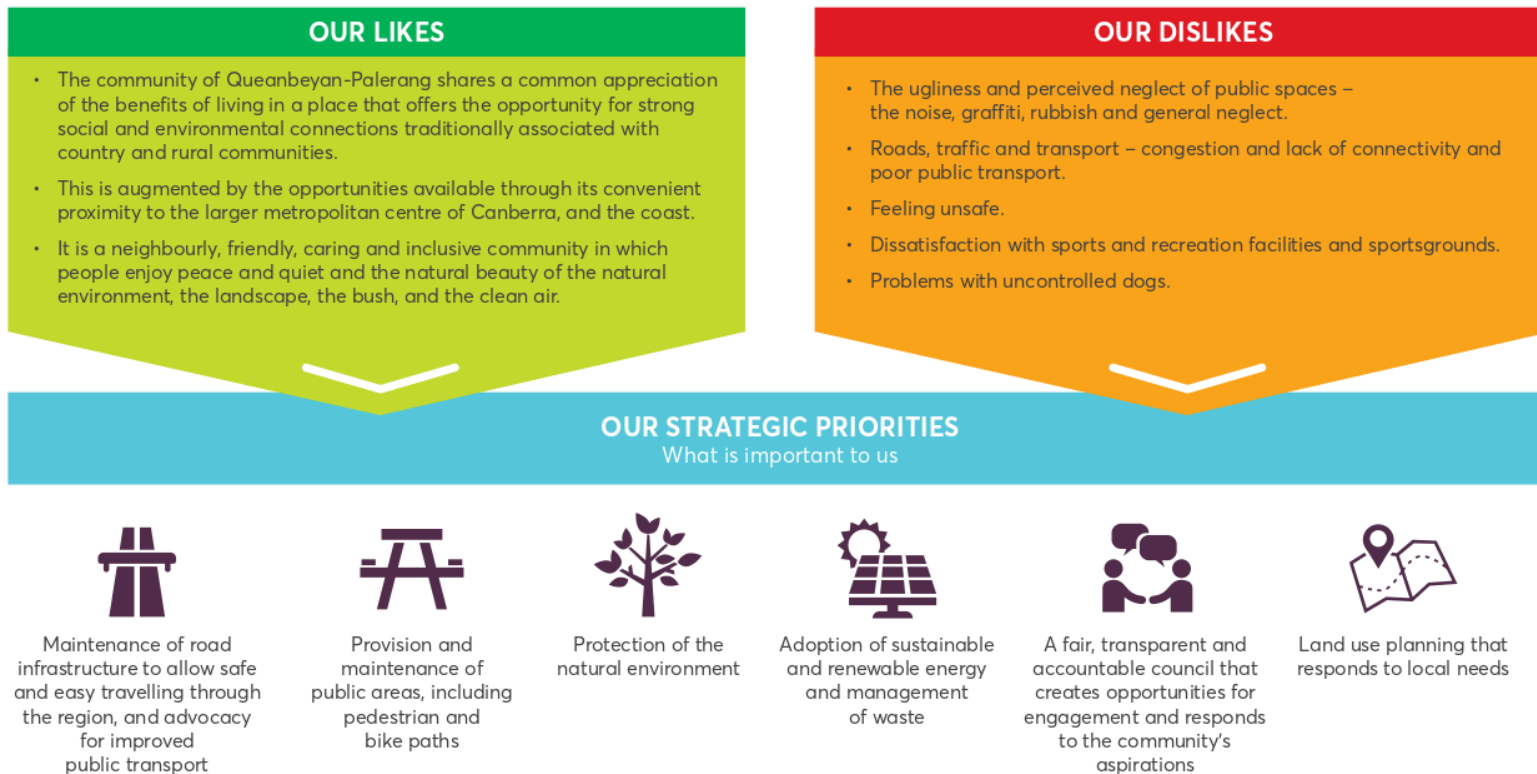 OUR LIKES
• The community of Queanbeyan-Palerang shares a common appreciation
of the benefits of living in a place that offers the opportunity for strong
social and environmental connections traditionally associated with
country and rural communities.
• This is augmented by the opportunities available through its convenient
proximity to the larger metropolitan centre of Canberra, and the coast.
• It is a neighbourly, friendly, caring and inclusive community in which
people enjoy peace and quiet and the natural beauty of the natural
environment, the landscape, the bush, and the clean air.
OUR DISLIKES
• The ugliness and perceived neglect of public spaces –
the noise, graffiti, rubbish and general neglect.
• Roads, traffic and transport – congestion and lack of connectivity and
poor public transport.
• Feeling unsafe.
• Dissatisfaction with sports and recreation facilities and sportsgrounds.
• Problems with uncontrolled dogs.
OUR STRATEGIC PRIORITIES
What is important to us
Maintenance of road
infrastructure to allow safe
and easy travelling through
the region, and advocacy
for improved
public transport
Provision and
maintenance of
public areas, including
pedestrian and
bike paths
Protection of the
natural environment
Adoption of sustainable
and renewable energy
and management
of waste
A fair, transparent and
accountable council that
creates opportunities for
engagement and responds
to the community's
aspirations
Land use planning that
responds to local needs